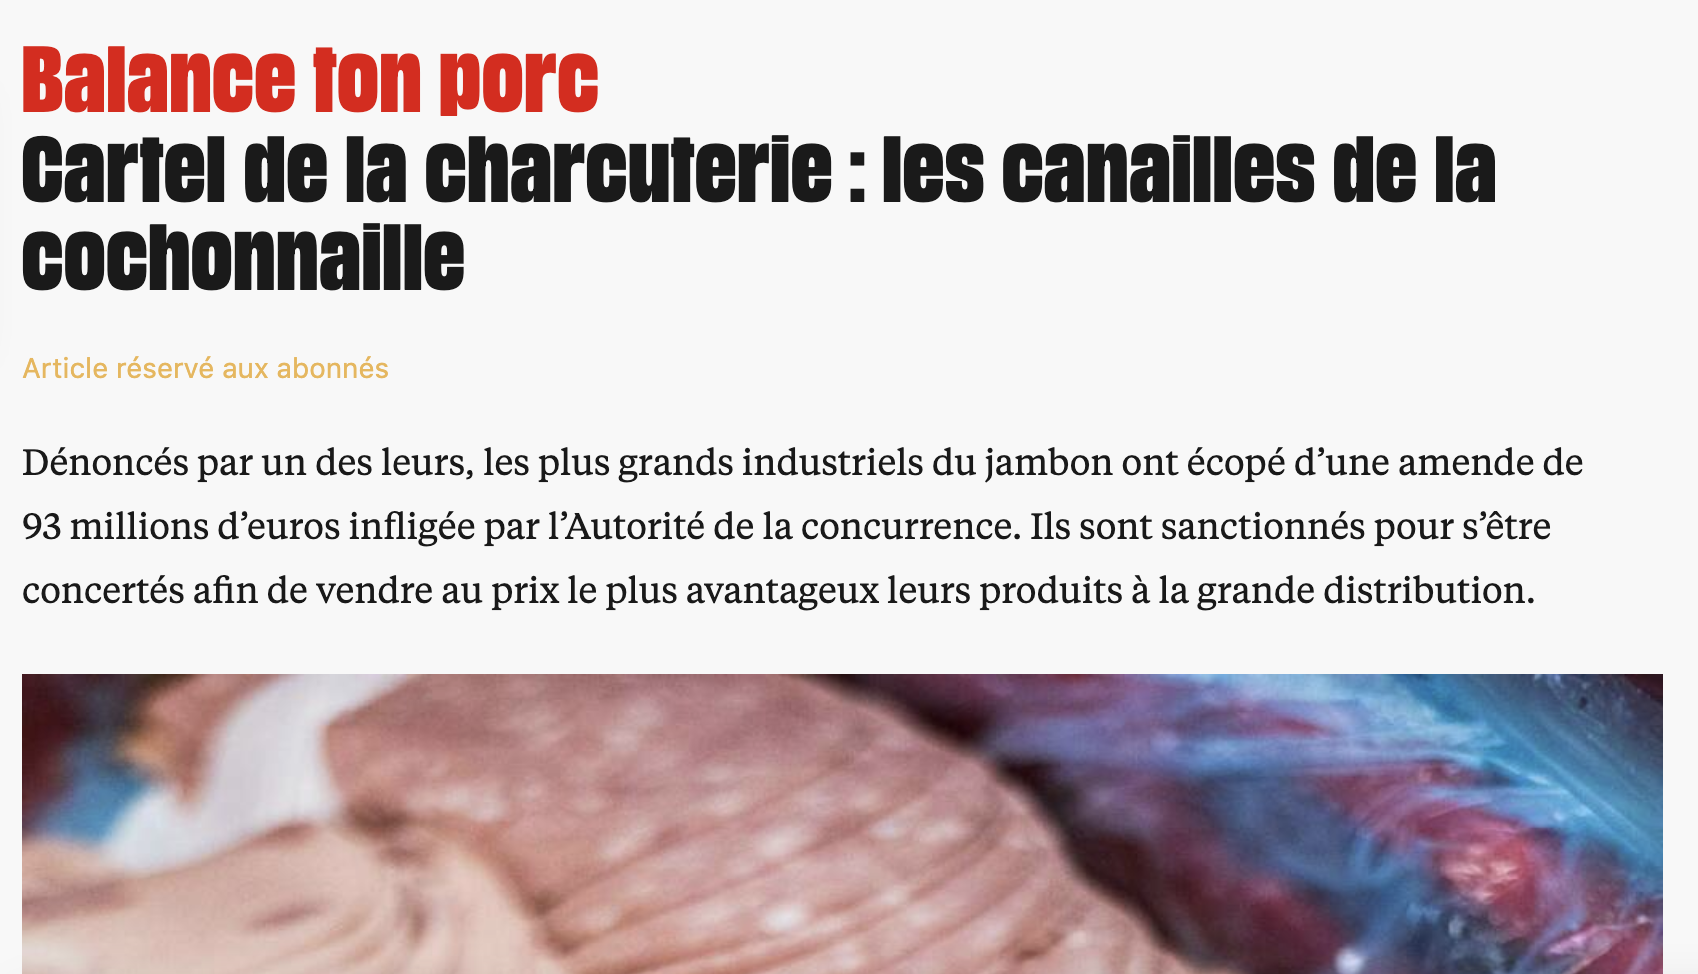 Balance ton porc
Cartel de la charcuterie : les canailles de la
cochonnaille
Article réservé aux abonnés
Dénoncés par un des leurs, les plus grands industriels du jambon ont écopé d’une amende de
93 millions d’euros infligée par l’Autorité de la concurrence. Ils sont sanctionnés pour s’être
concertés afin de vendre au prix le plus avantageux leurs produits à la grande distribution.